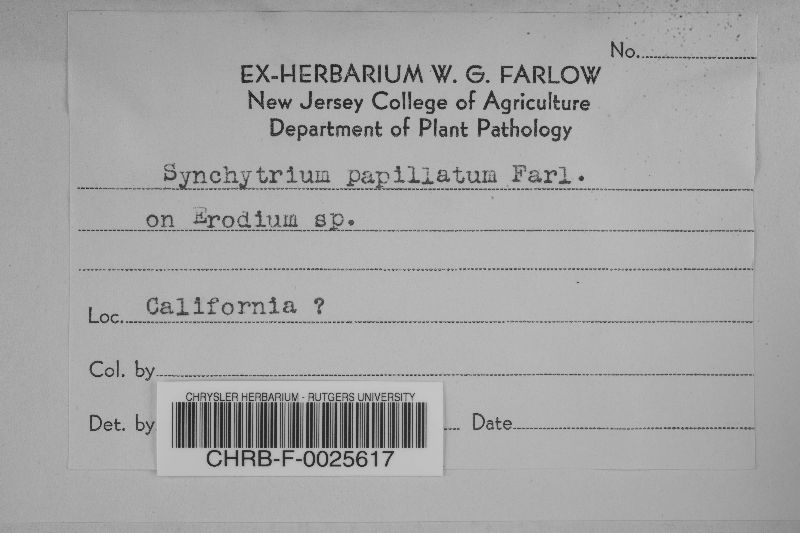 No.
EX-HERBARIUM W. G. FARLOW
New Jersey College of Agriculture
Department of Plant Pathology
Synchytrium papillatum Farl.
on Erodium sp.
Loc. California ?
Col. by
Det. by Date
CHRYSLER HERBARIUM - RUTGERS UNIVERSITY
CHRB-F-0025617